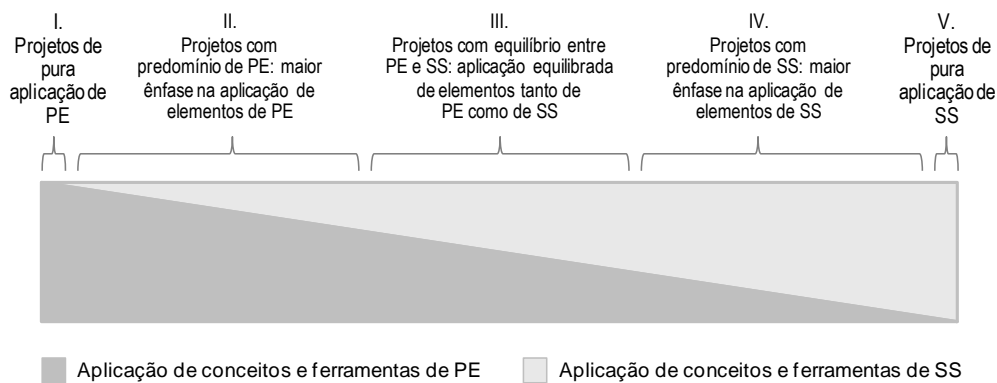 I.
Projetos de
pura
aplicação de
PE
II.
Projetos com
predomínio de PE: maior
ênfase na aplicação de
elementos de PE
III.
Projetos com equilíbrio entre
PE e SS: aplicação equilibrada
de elementos tanto de
PE como de SS
IV.
Projetos com
predomínio de SS: maior
ênfase na aplicação de
elementos de SS
V.
Projetos de
pura
aplicação de
SS
Aplicação de conceitos e ferramentas de PE
Aplicação de conceitos e ferramentas de SS